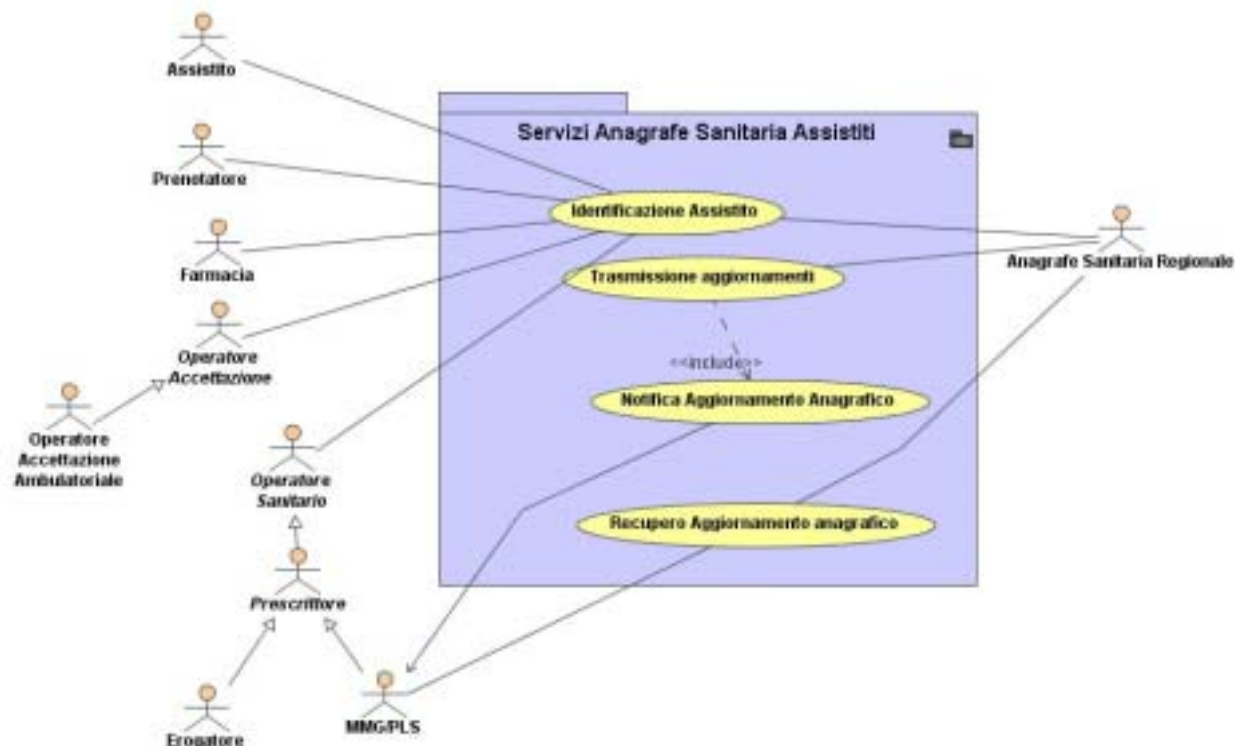 Assistito
Servizi Anagrafe Sanitaria Assistiti
Prenotatore
Identificazione Assistito
Farmacia
Anagrafe Sanitaria Regionale
Trasmissione aggiornamenti
Operatore
Accettazione
<<include>>
Notifica Aggiornamento Anagrafico
Operatore
Accettazione
Ambulatoriale
Operatore
Sanitario
Recupero Aggiornamento anagrafico
Prescrittore
MMG/PLS
Erogatore